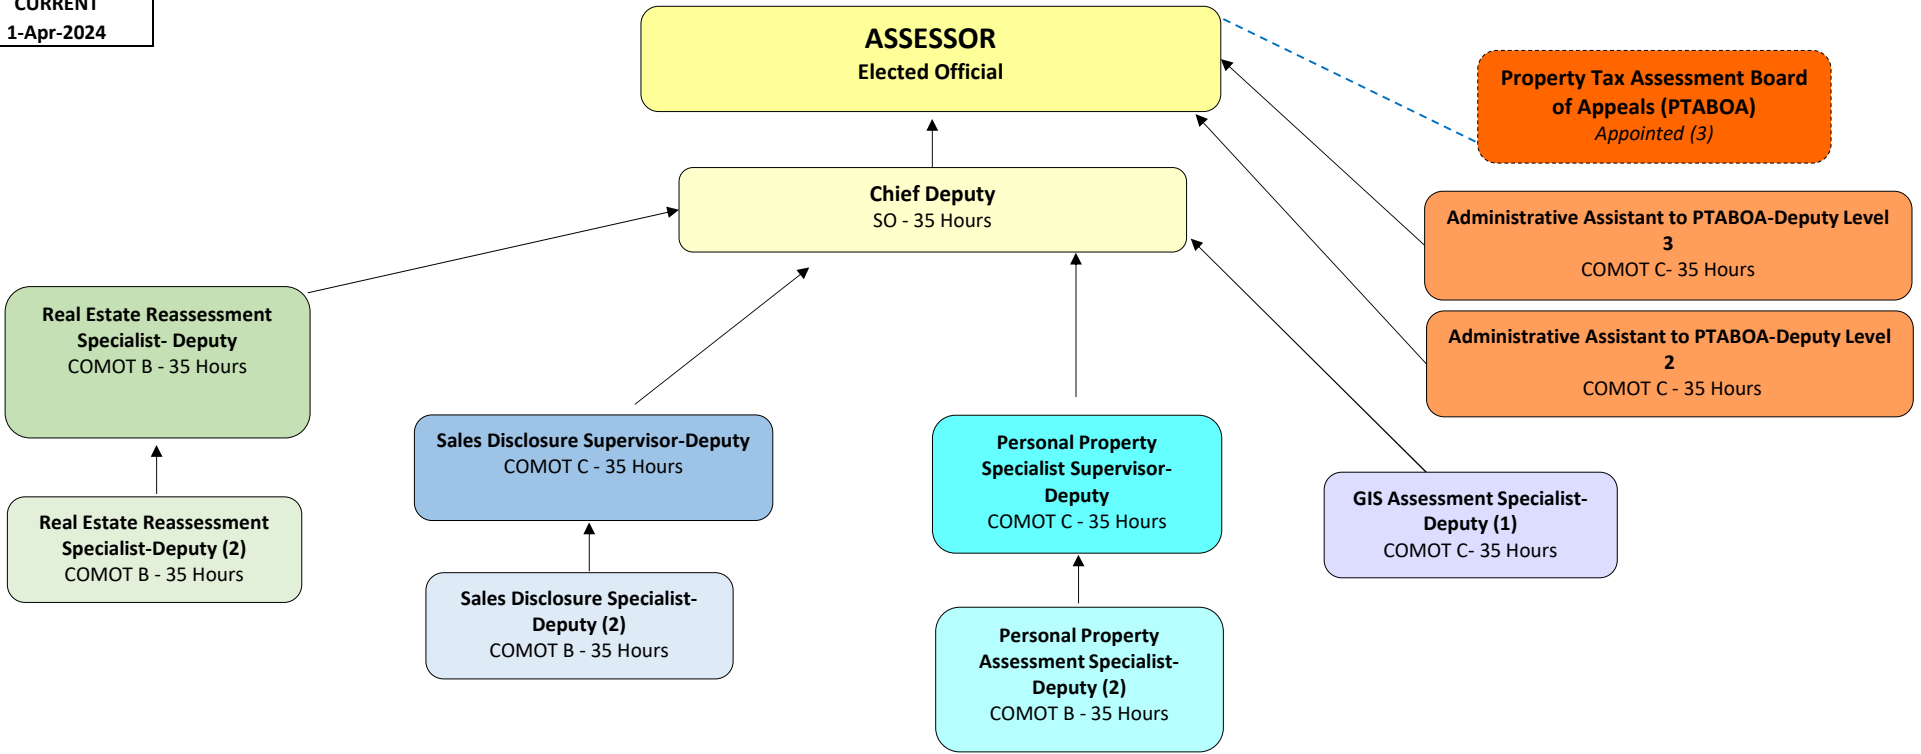 CURRENT
1-Apr-2024
ASSESSOR
Elected Official
Property Tax Assessment Board
of Appeals (PTABOA)
Appointed (3)
Chief Deputy
SO - 35 Hours
Administrative Assistant to PTABOA-Deputy Level
3
COMOT C- 35 Hours
Administrative Assistant to PTABOA-Deputy Level
2
COMOT C - 35 Hours
Real Estate Reassessment
Specialist- Deputy
COMOT B - 35 Hours
Sales Disclosure Supervisor-Deputy
COMOT C - 35 Hours
Personal Property
Specialist Supervisor-
Deputy
COMOT C - 35 Hours
GIS Assessment Specialist-
Deputy (1)
COMOT C- 35 Hours
Real Estate Reassessment
Specialist-Deputy (2)
COMOT B - 35 Hours
Sales Disclosure Specialist-
Deputy (2)
COMOT B - 35 Hours
Personal Property
Assessment Specialist-
Deputy (2)
COMOT B - 35 Hours